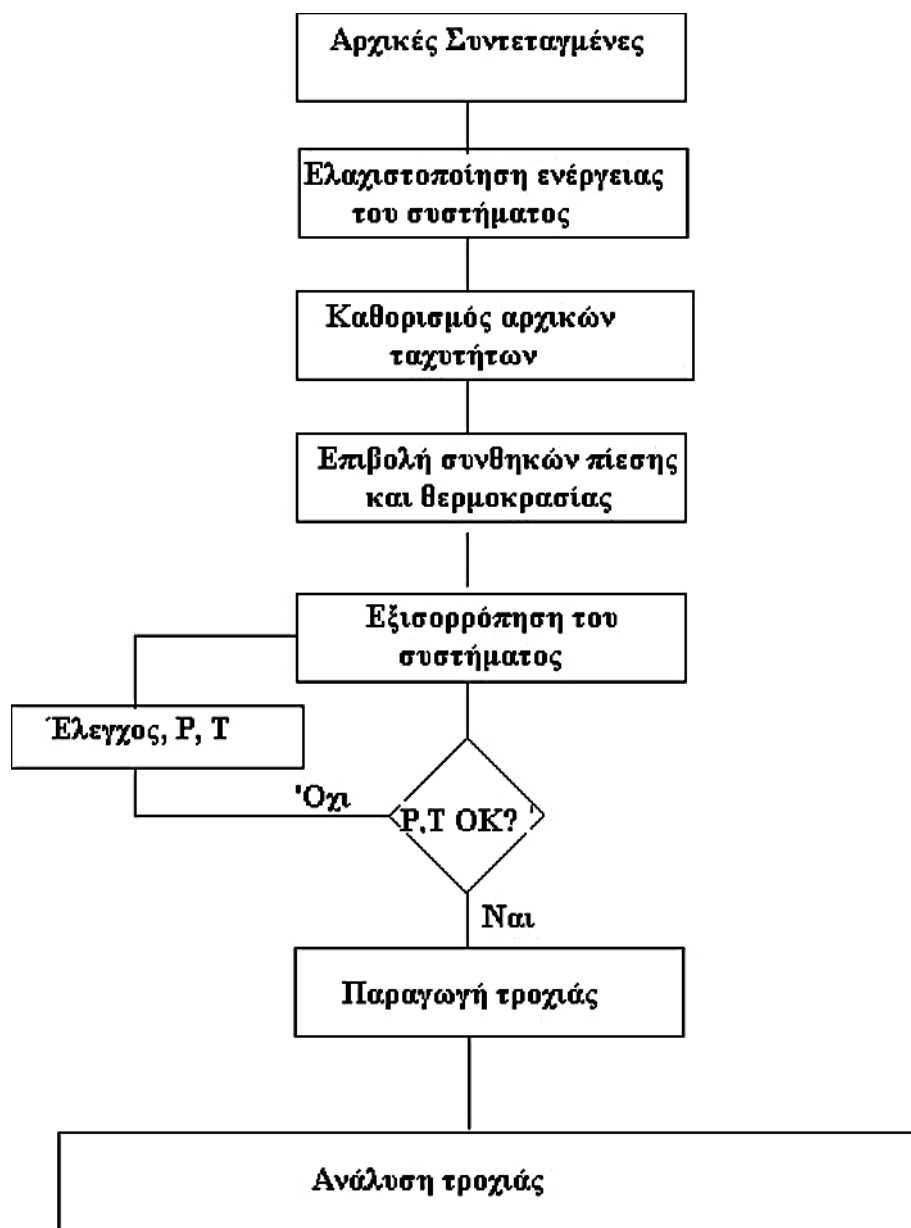 Αρχικές Συντεταγμένες
Ελαχιστοποίηση ενέργειας
του συστήματος
Καθορισμός αρχικών
ταχυτήτων
Επιβολή συνθηκών πίεσης
και θερμοκρασίας
Εξισορρόπηση του
συστήματος
Έλεγχος, P, T
'Οχι
P,T OK? '
Ναι
Παραγωγή τροχιάς
Ανάλυση τροχιάς